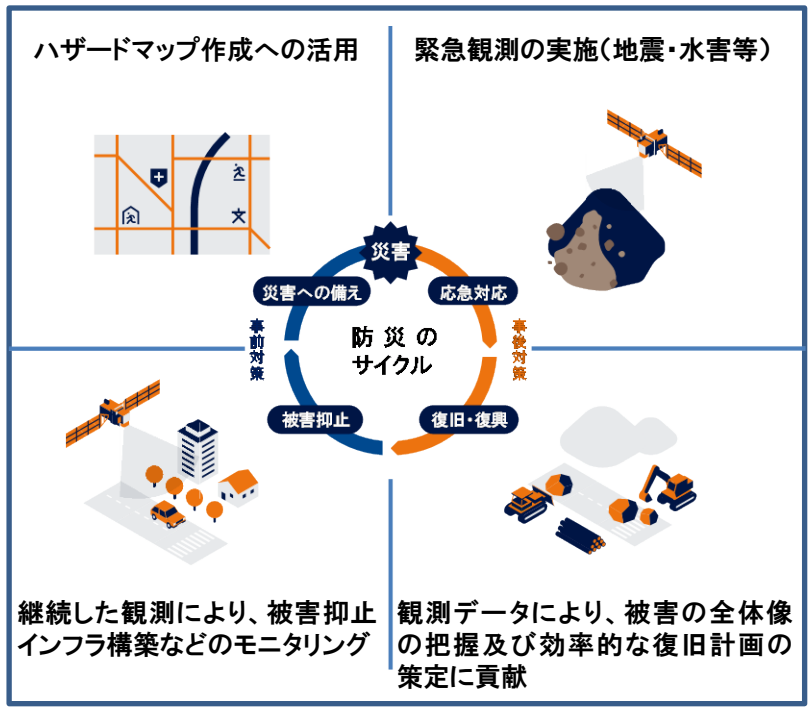 ハザードマップ作成への活用
緊急観測の実施(地震・水害等)
文
災害
災害への備え
応急対応
事前対策
防災の
サイクル
事後対策
被害抑止
復旧・復興
継続した観測により、被害抑止
インフラ構築などのモニタリング
観測データにより、被害の全体像
の把握及び効率的な復旧計画の
策定に貢献